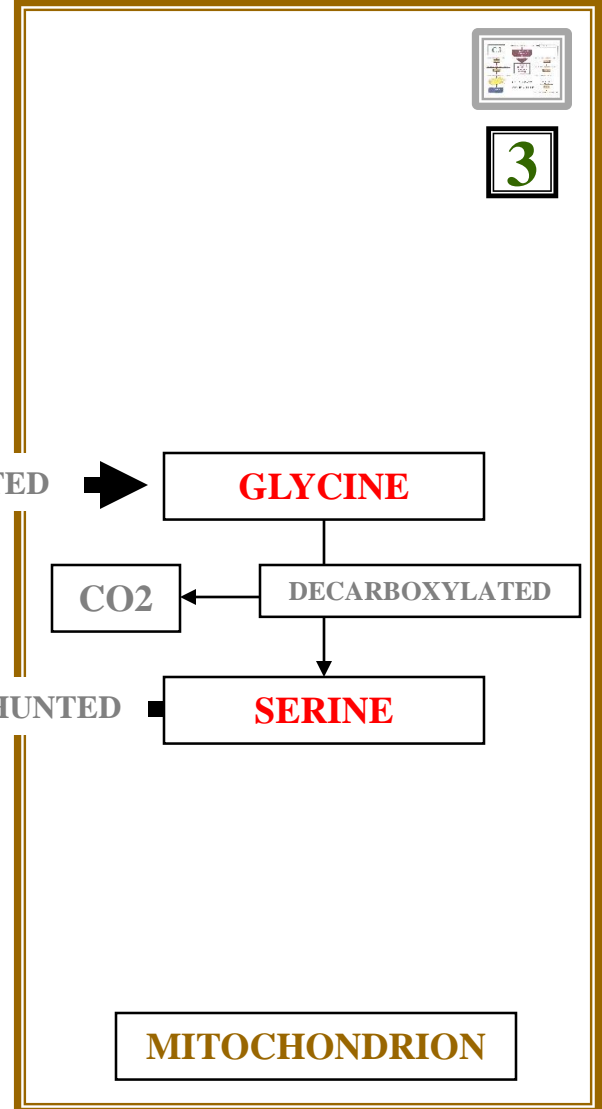 3
TED
GLYCINE
CO2
DECARBOXYLATED
HUNTED
SERINE
MITOCHONDRION